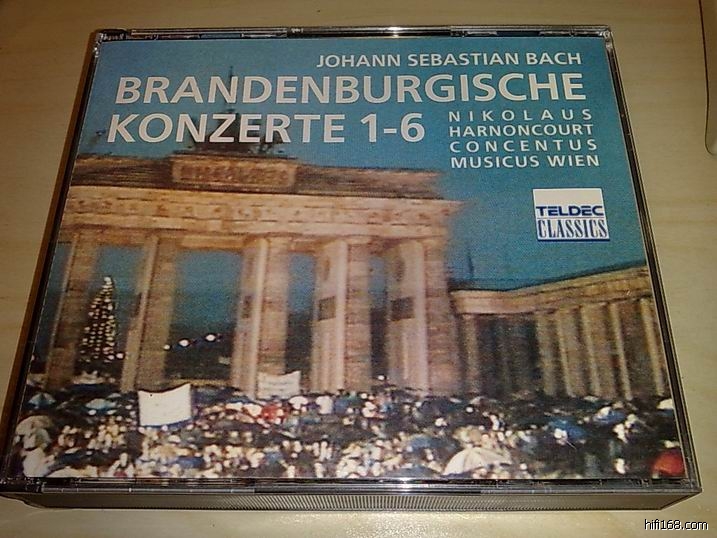 JOHANN SEBASTIAN BACH
BRANDENBURGISCHE
KONZERTE 1-6
NIKOLAUS
HARNONCOURT
CONCENTUS
MUSICUS WIEN
TELDEC
CLASSICS
hifi168.com